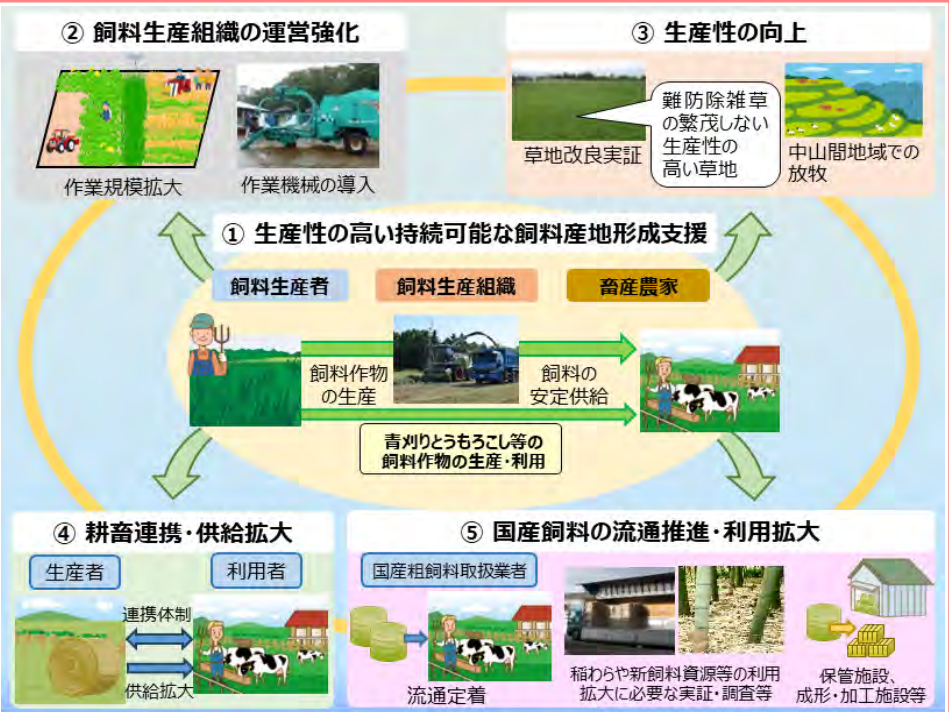 ② 飼料生産組織の運営強化
作業規模拡大
作業機械の導入
③ 生産性の向上
草地改良実証
難防除雑草
の繁茂しない
生産性の
高い草地
中山間地域での
放牧
① 生産性の高い持続可能な飼料産地形成支援
飼料生産者
飼料生産組織
畜産農家
飼料作物
の生産
飼料の
安定供給
青刈りとうもろこし等の
飼料作物の生産・利用
④ 耕畜連携・供給拡大
生産者
利用者
連携体制
供給拡大
⑤ 国産飼料の流通推進・利用拡大
国産粗飼料取扱業者
流通定着
稲わらや新飼料資源等の利用
拡大に必要な実証・調査等
保管施設、
成形・加工施設等